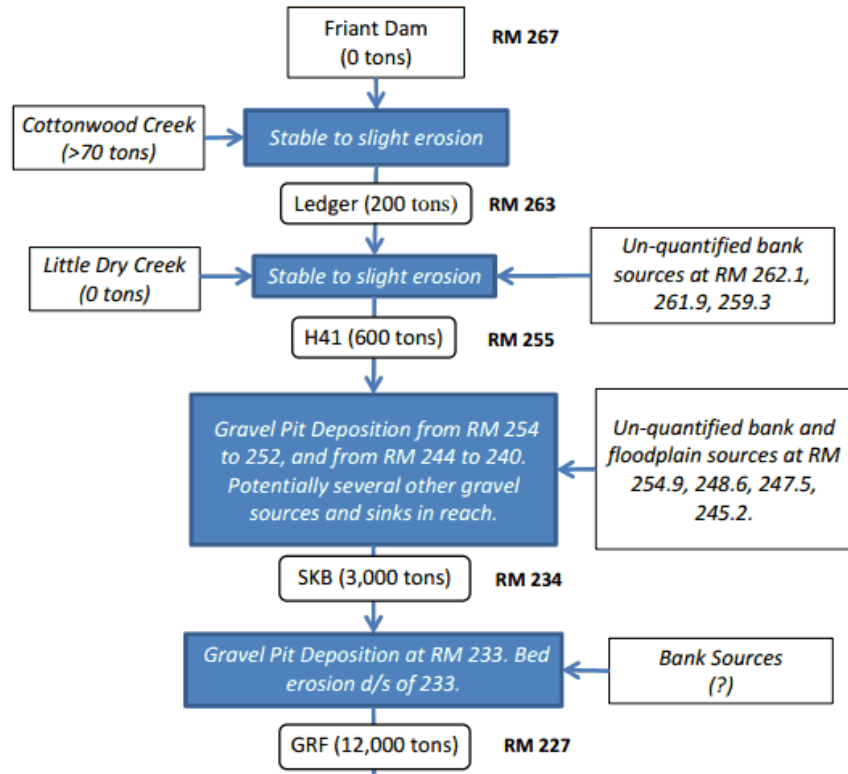 Friant Dam
(0 tons)
RM 267
Cottonwood Creek
(>70 tons)
Stable to slight erosion
Ledger (200 tons)
RM 263
Little Dry Creek
(0 tons)
Stable to slight erosion
Un-quantified bank
sources at RM 262.1,
261.9, 259.3
H41 (600 tons)
RM 255
Gravel Pit Deposition from RM 254
to 252, and from RM 244 to 240.
Potentially several other gravel
sources and sinks in reach.
Un-quantified bank and
floodplain sources at RM
254.9, 248.6, 247.5,
245.2.
SKB (3,000 tons)
RM 234
Gravel Pit Deposition at RM 233. Bed
erosion d/s of 233.
Bank Sources
(?)
GRF (12,000 tons)
RM 227